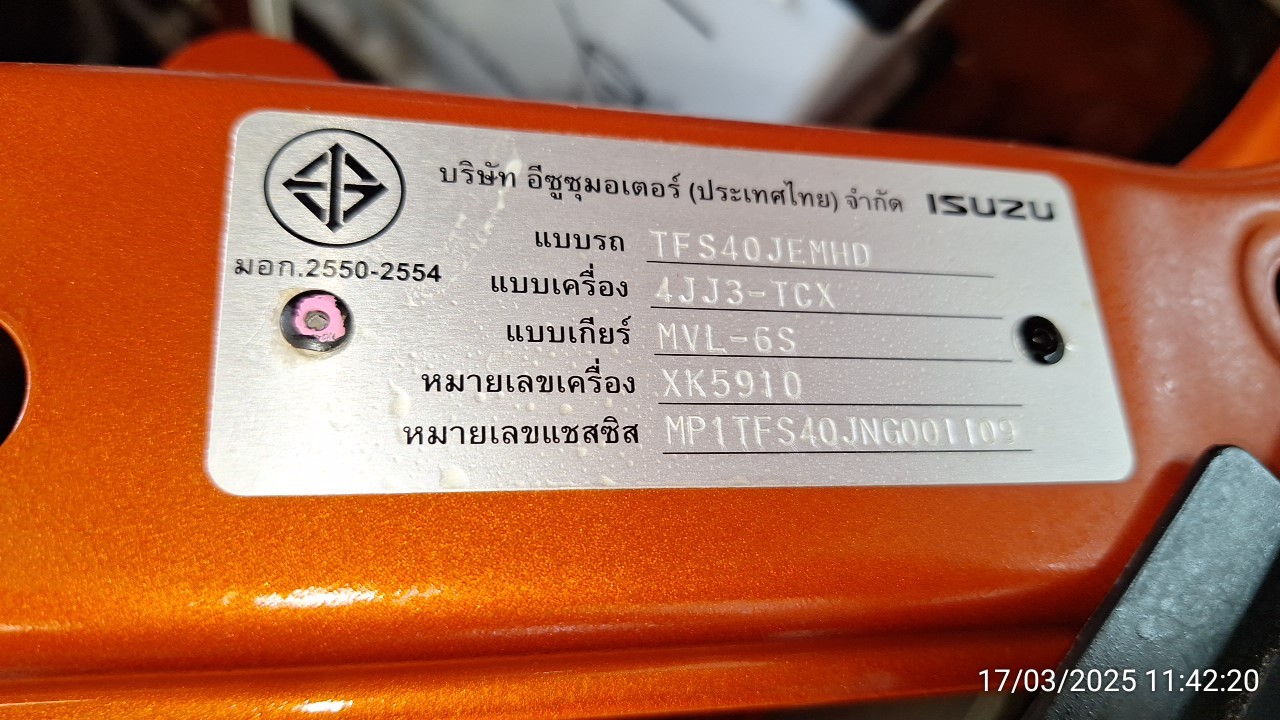 บริษัท อีซูซุมอเตอร์ (ประเทศไทย) จำกัด ISUZU
มอก.2550-2554
แบบรถ TFS40JEMHD
แบบเครื่อง 4JJ3-TCX
แบบเกียร์ MVL-6S
หมายเลขเครื่อง XK5910
หมายเลขแชสซิส MP1TFS40JNG001109
17/03/2025 11:42:20